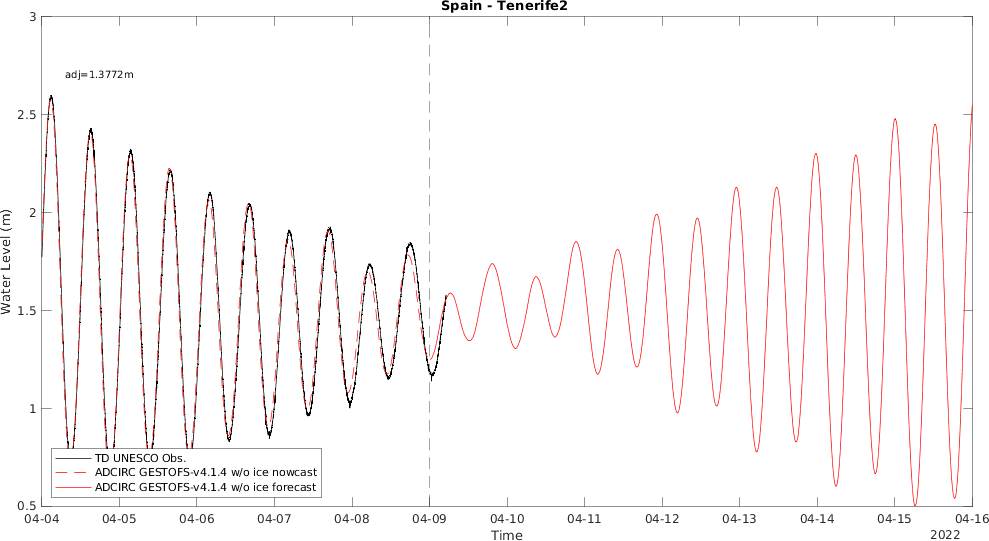 Spain - Tenerife2
adj=1.3772m
Water Level (m)
3
2.5
2
1.5
1
0.5
TD UNESCO Obs.
ADCIRC GESTOFS-v4.1.4 w/o ice nowcast
ADCIRC GESTOFS-v4.1.4 w/o ice forecast
04-04 04-05 04-06 04-07 04-08 04-09 04-10 04-11 04-12 04-13 04-14 04-15 04-16
Time
2022